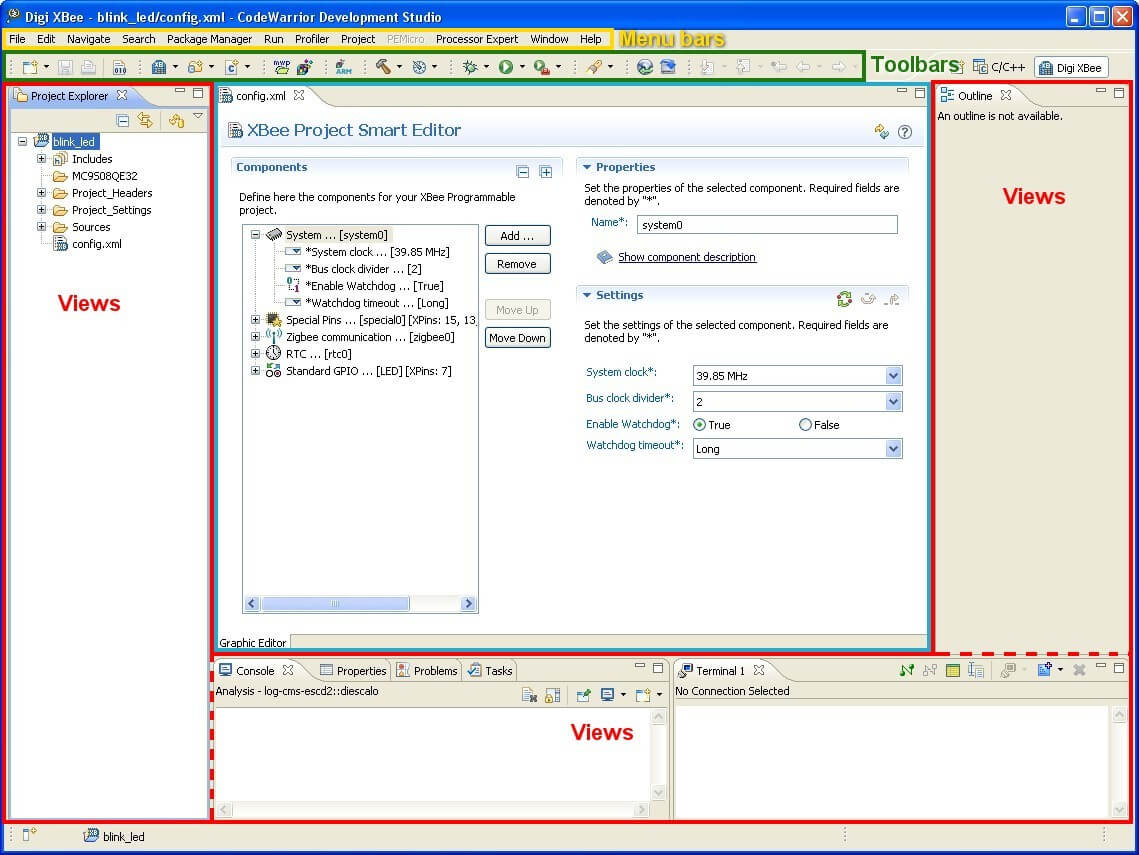 Digi XBee - blink_led/config.xml - CodeWarrior Development Studio
File Edit Navigate Search Package Manager Run Profiler Project PEMicro Processor Expert Window Help Menu bars
Toolbars C/C++ Digi XBee
Project Explorer
blink_led
Includes
MC9S08QE32
Project_Headers
Project_Settings
Sources
config.xml
Views
config.xml
XBee Project Smart Editor
Components
Define here the components for your XBee Programmable
project.
System ... [system0]
*System clock ... [39.85 MHz]
*Bus clock divider ... [2]
*Enable Watchdog ... [True]
*Watchdog timeout ... [Long]
Special Pins ... [special0] [XPins: 15, 13,
Zigbee communication ... [zigbee0]
RTC ... [rtc0]
Standard GPIO ... [LED] [XPins: 7]
Add ...
Remove
Move Up
Move Down
Graphic Editor
Properties
Set the properties of the selected component. Required fields are
denoted by "*".
Name*: system0
Show component description
Settings
Set the settings of the selected component. Required fields are
denoted by "*".
System clock*: 39.85 MHz
Bus clock divider*: 2
Enable Watchdog*: True False
Watchdog timeout*: Long
Outline
An outline is not available.
Views
Console Properties Problems Tasks
Analysis - log-cms-escd2::diescalo
Views
Terminal 1
No Connection Selected
blink_led